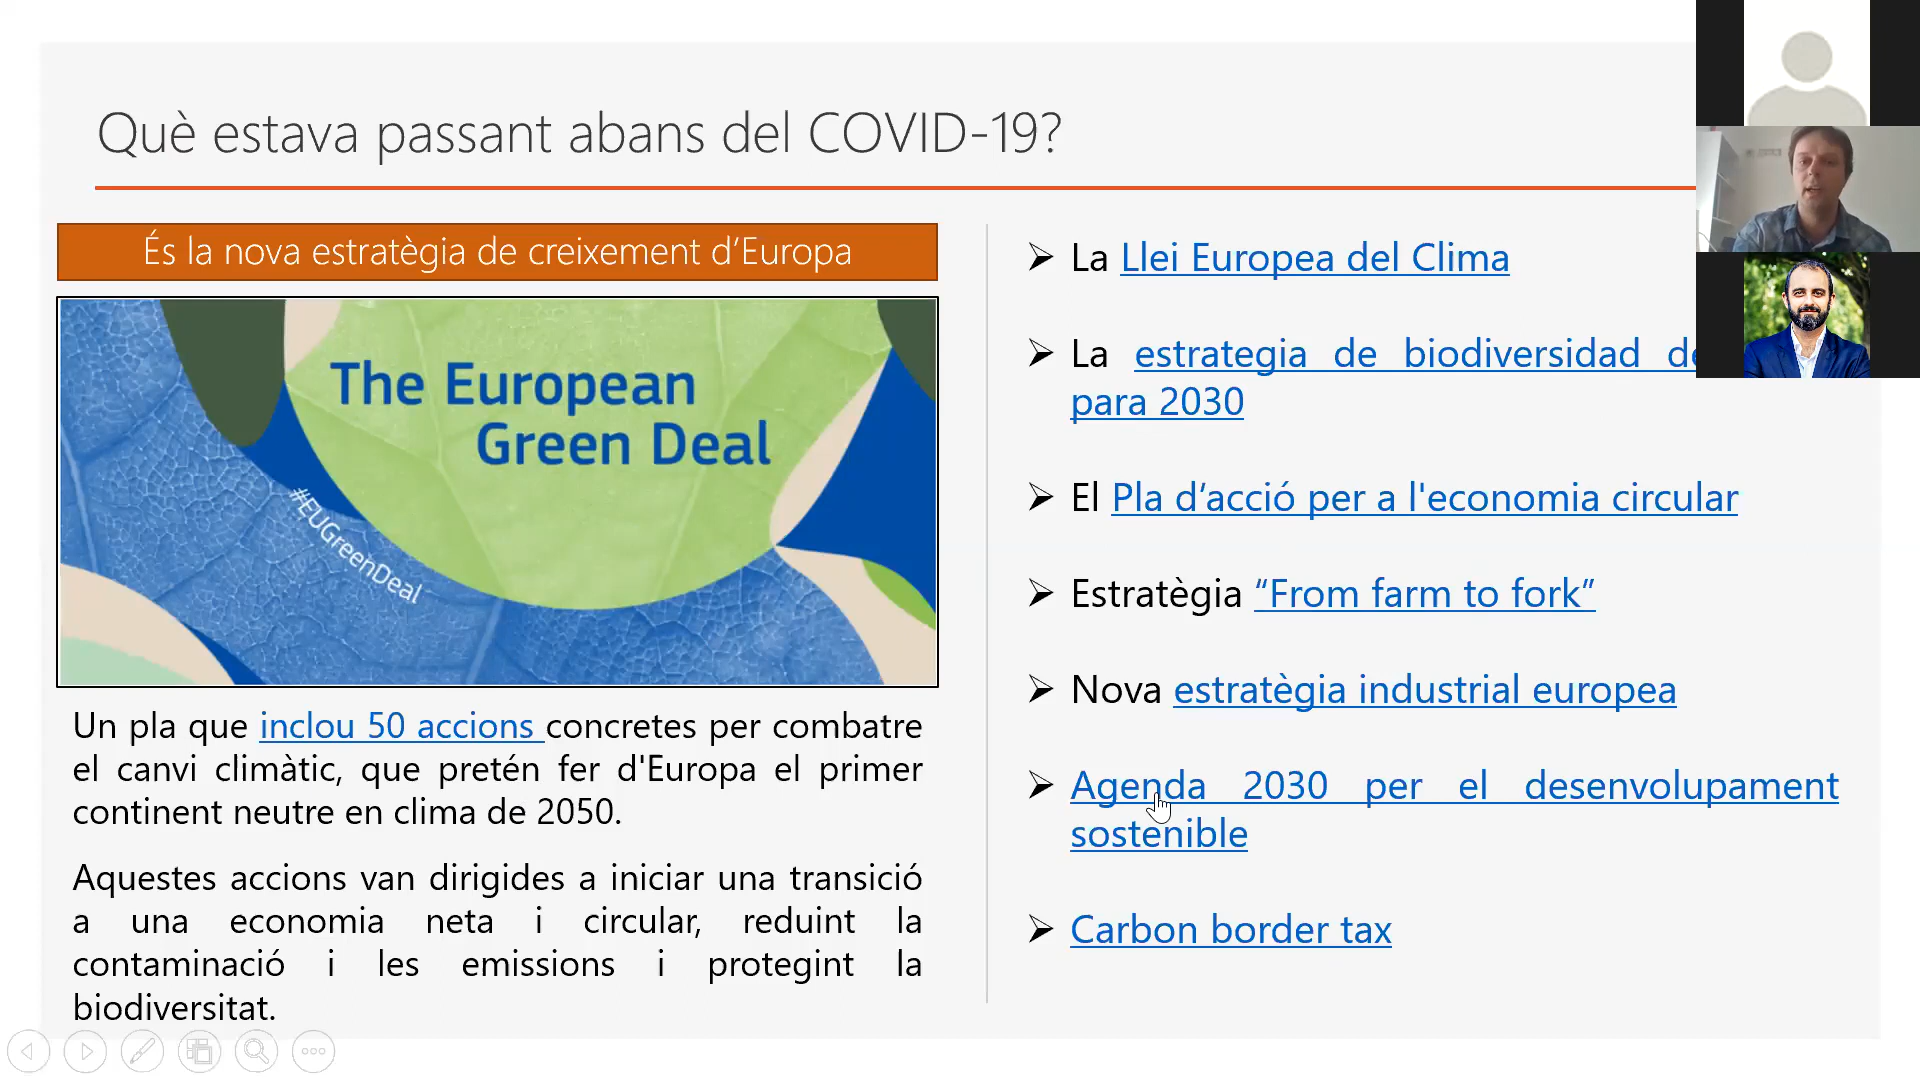 Què estava passant abans del COVID-19?
És la nova estratègia de creixement d’Europa
The European
Green Deal
#EUGreenDeal
Un pla que inclou 50 accions concretes per combatre
el canvi climàtic, que pretén fer d'Europa el primer
continent neutre en clima de 2050.
Aquestes accions van dirigides a iniciar una transició
a una economia neta i circular, reduint la
contaminació i les emissions i protegint la
biodiversitat.
La Llei Europea del Clima
La estrategia de biodiversidad
para 2030
El Pla d’acció per a l'economia circular
Estratègia “From farm to fork”
Nova estratègia industrial europea
Agenda 2030 per el desenvolupament
sostenible
Carbon border tax